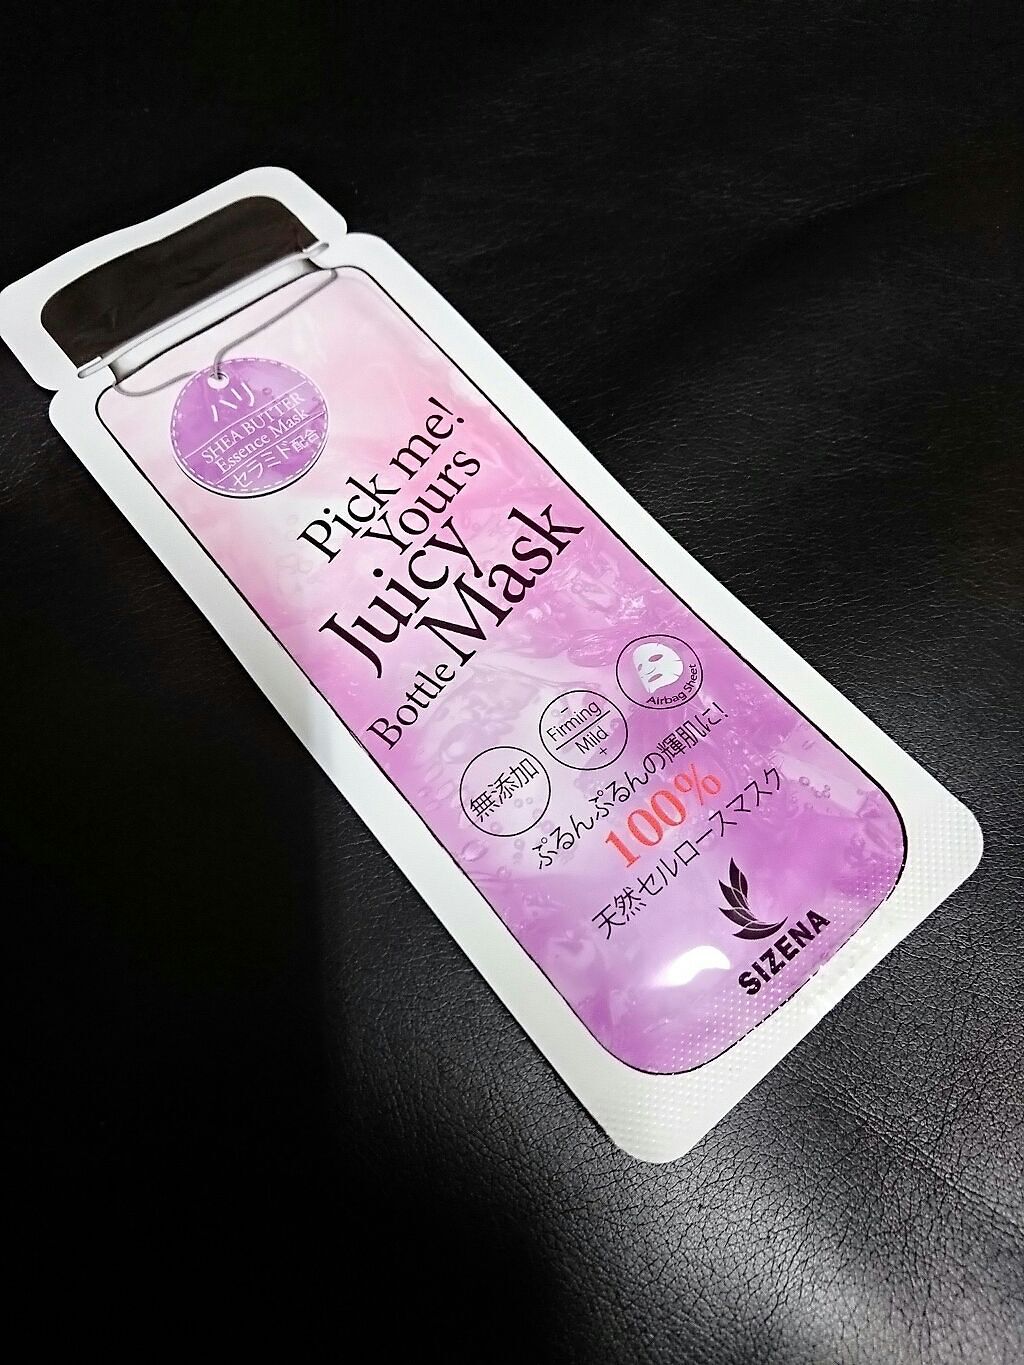 ハリ
SHEA BUTTER
Essence Mask
セラミド配合
Pick me!
Yours
Juicy
Bottle Mask
無添加
− Firming
Mild +
Airbag Sheet
ぷるんぷるんの輝肌に!
100%
天然セルロースマスク
SIZENA